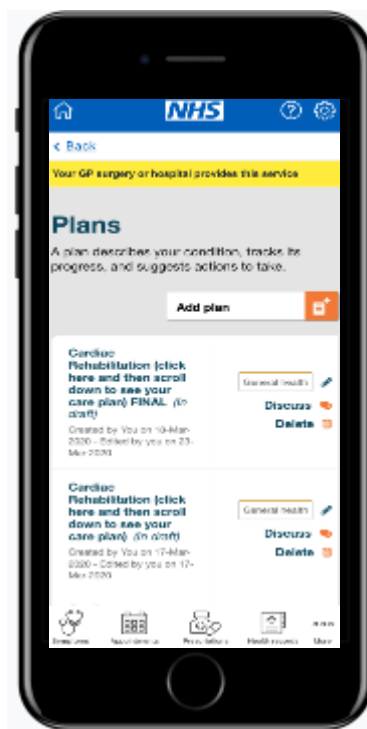 NHS
< Back
Your GP surgery or hospital provides this service
Plans
A plan describes your condition, tracks its
progress, and suggests actions to take.
Add plan
Cardiac
Rehabilitation (click
here and then scroll
down to see your
care plan) FINAL (in
draft)
General health
Discuss
Delete
Created by You on 10-Mar-
2020 - Edited by you on 23-
Mar-2020
Cardiac
Rehabilitation (click
here and then scroll
down to see your
care plan) (in draft)
General health
Discuss
Delete
Created by You on 17-Mar-
2020 - Edited by you on 17-
Mar-2020
Symptoms Appointments Prescriptions Health records More